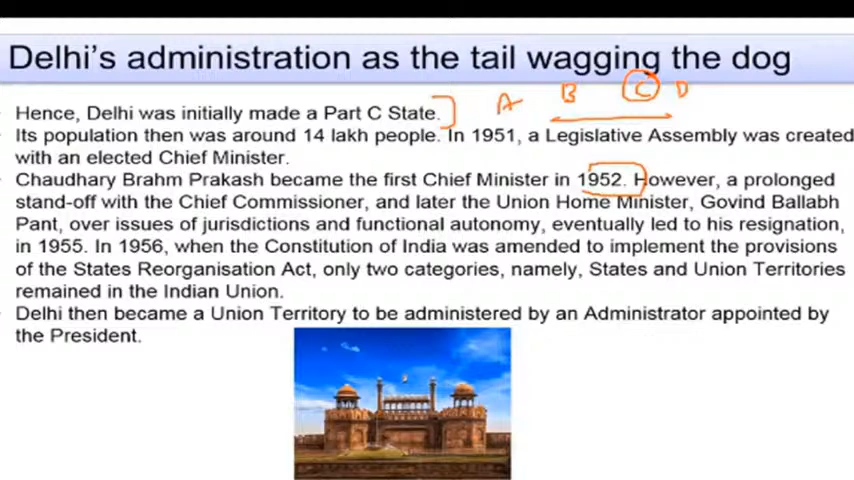 Delhi's administration as the tail wagging the dog
A B C D
Hence, Delhi was initially made a Part C State.
Its population then was around 14 lakh people. In 1951, a Legislative Assembly was created
with an elected Chief Minister.
Chaudhary Brahm Prakash became the first Chief Minister in 1952. However, a prolonged
stand-off with the Chief Commissioner, and later the Union Home Minister, Govind Ballabh
Pant, over issues of jurisdictions and functional autonomy, eventually led to his resignation,
in 1955. In 1956, when the Constitution of India was amended to implement the provisions
of the States Reorganisation Act, only two categories, namely, States and Union Territories
remained in the Indian Union.
Delhi then became a Union Territory to be administered by an Administrator appointed by
the President.